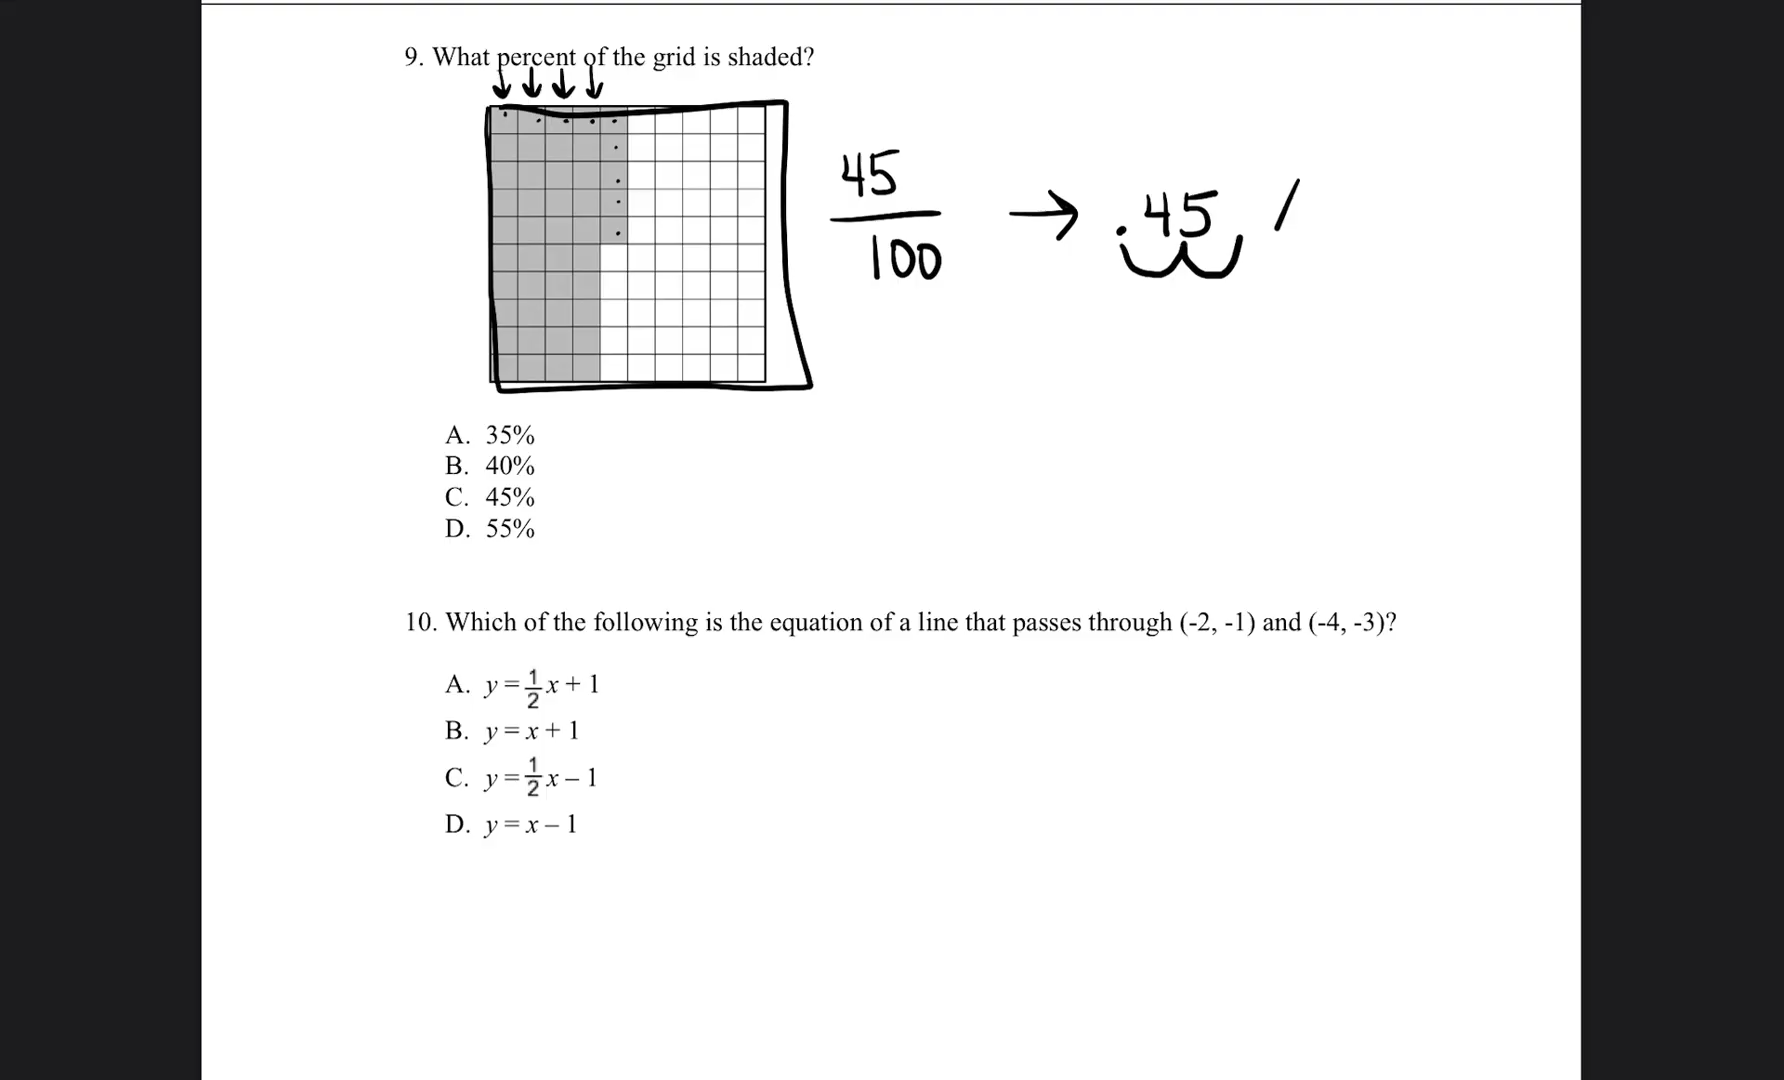 9. What percent of the grid is shaded?
45
100
→ .45 /
A. 35%
B. 40%
C. 45%
D. 55%
10. Which of the following is the equation of a line that passes through (-2, -1) and (-4, -3)?
A. y = 1/2 x + 1
B. y = x + 1
C. y = 1/2 x – 1
D. y = x – 1